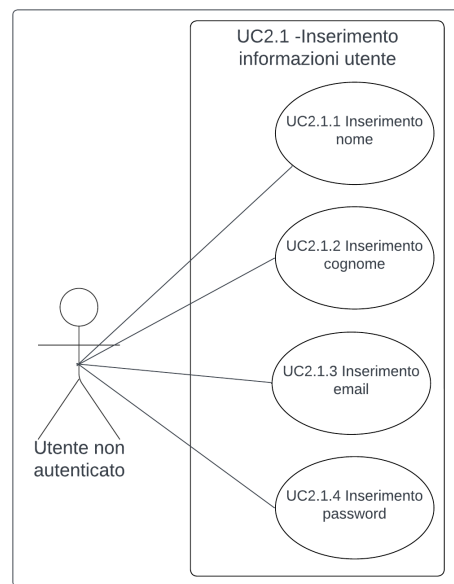 UC2.1 -Inserimento
informazioni utente
UC2.1.1 Inserimento
nome
UC2.1.2 Inserimento
cognome
UC2.1.3 Inserimento
email
UC2.1.4 Inserimento
password
Utente non
autenticato